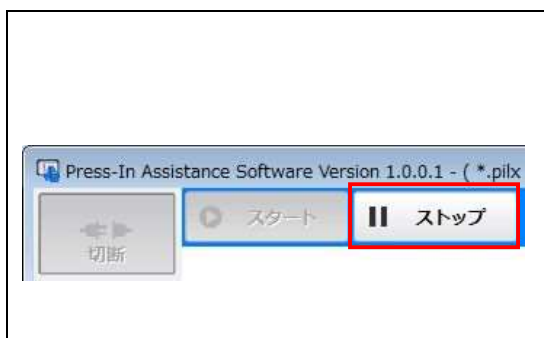 Press-In Assistance Software Version 1.0.0.1 - ( *.pilx
スタート
ストップ
切断